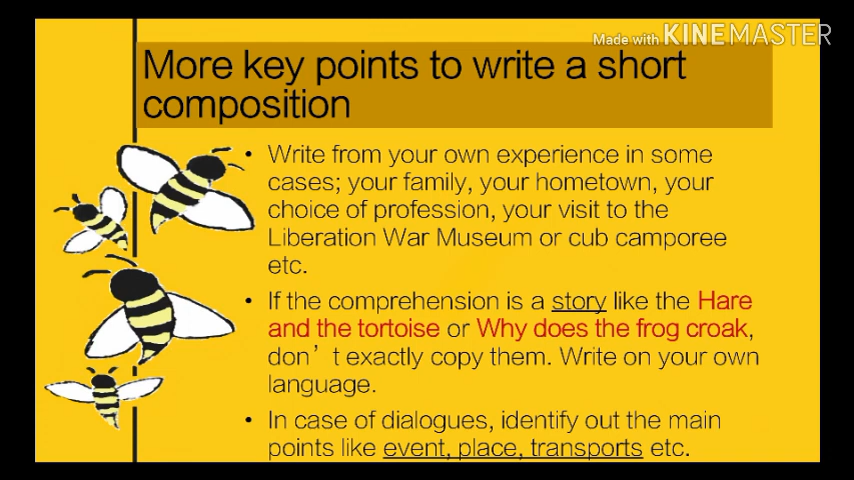 Made with KINEMASTER
More key points to write a short
composition
• Write from your own experience in some
cases; your family, your hometown, your
choice of profession, your visit to the
Liberation War Museum or cub camporee
etc.
• If the comprehension is a story like the Hare
and the tortoise or Why does the frog croak,
don’t exactly copy them. Write on your own
language.
• In case of dialogues, identify out the main
points like event, place, transports etc.